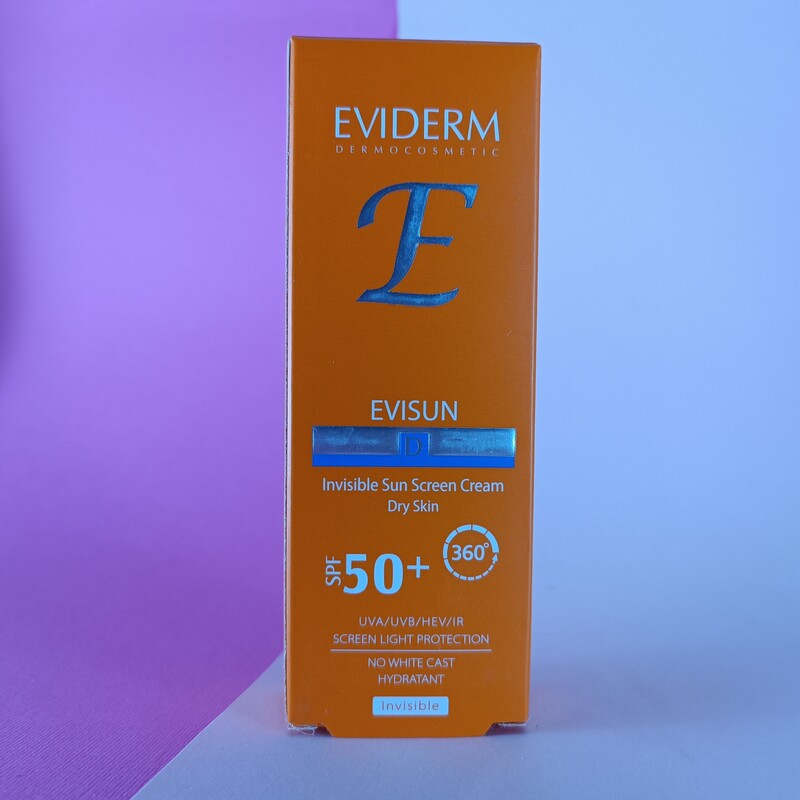 EVIDERM
DERMOCOSMETIC
E
EVISUN
D
Invisible Sun Screen Cream
Dry Skin
SPF 50+
360°
UVA/UVB/HEV/IR
SCREEN LIGHT PROTECTION
NO WHITE CAST
HYDRATANT
Invisible